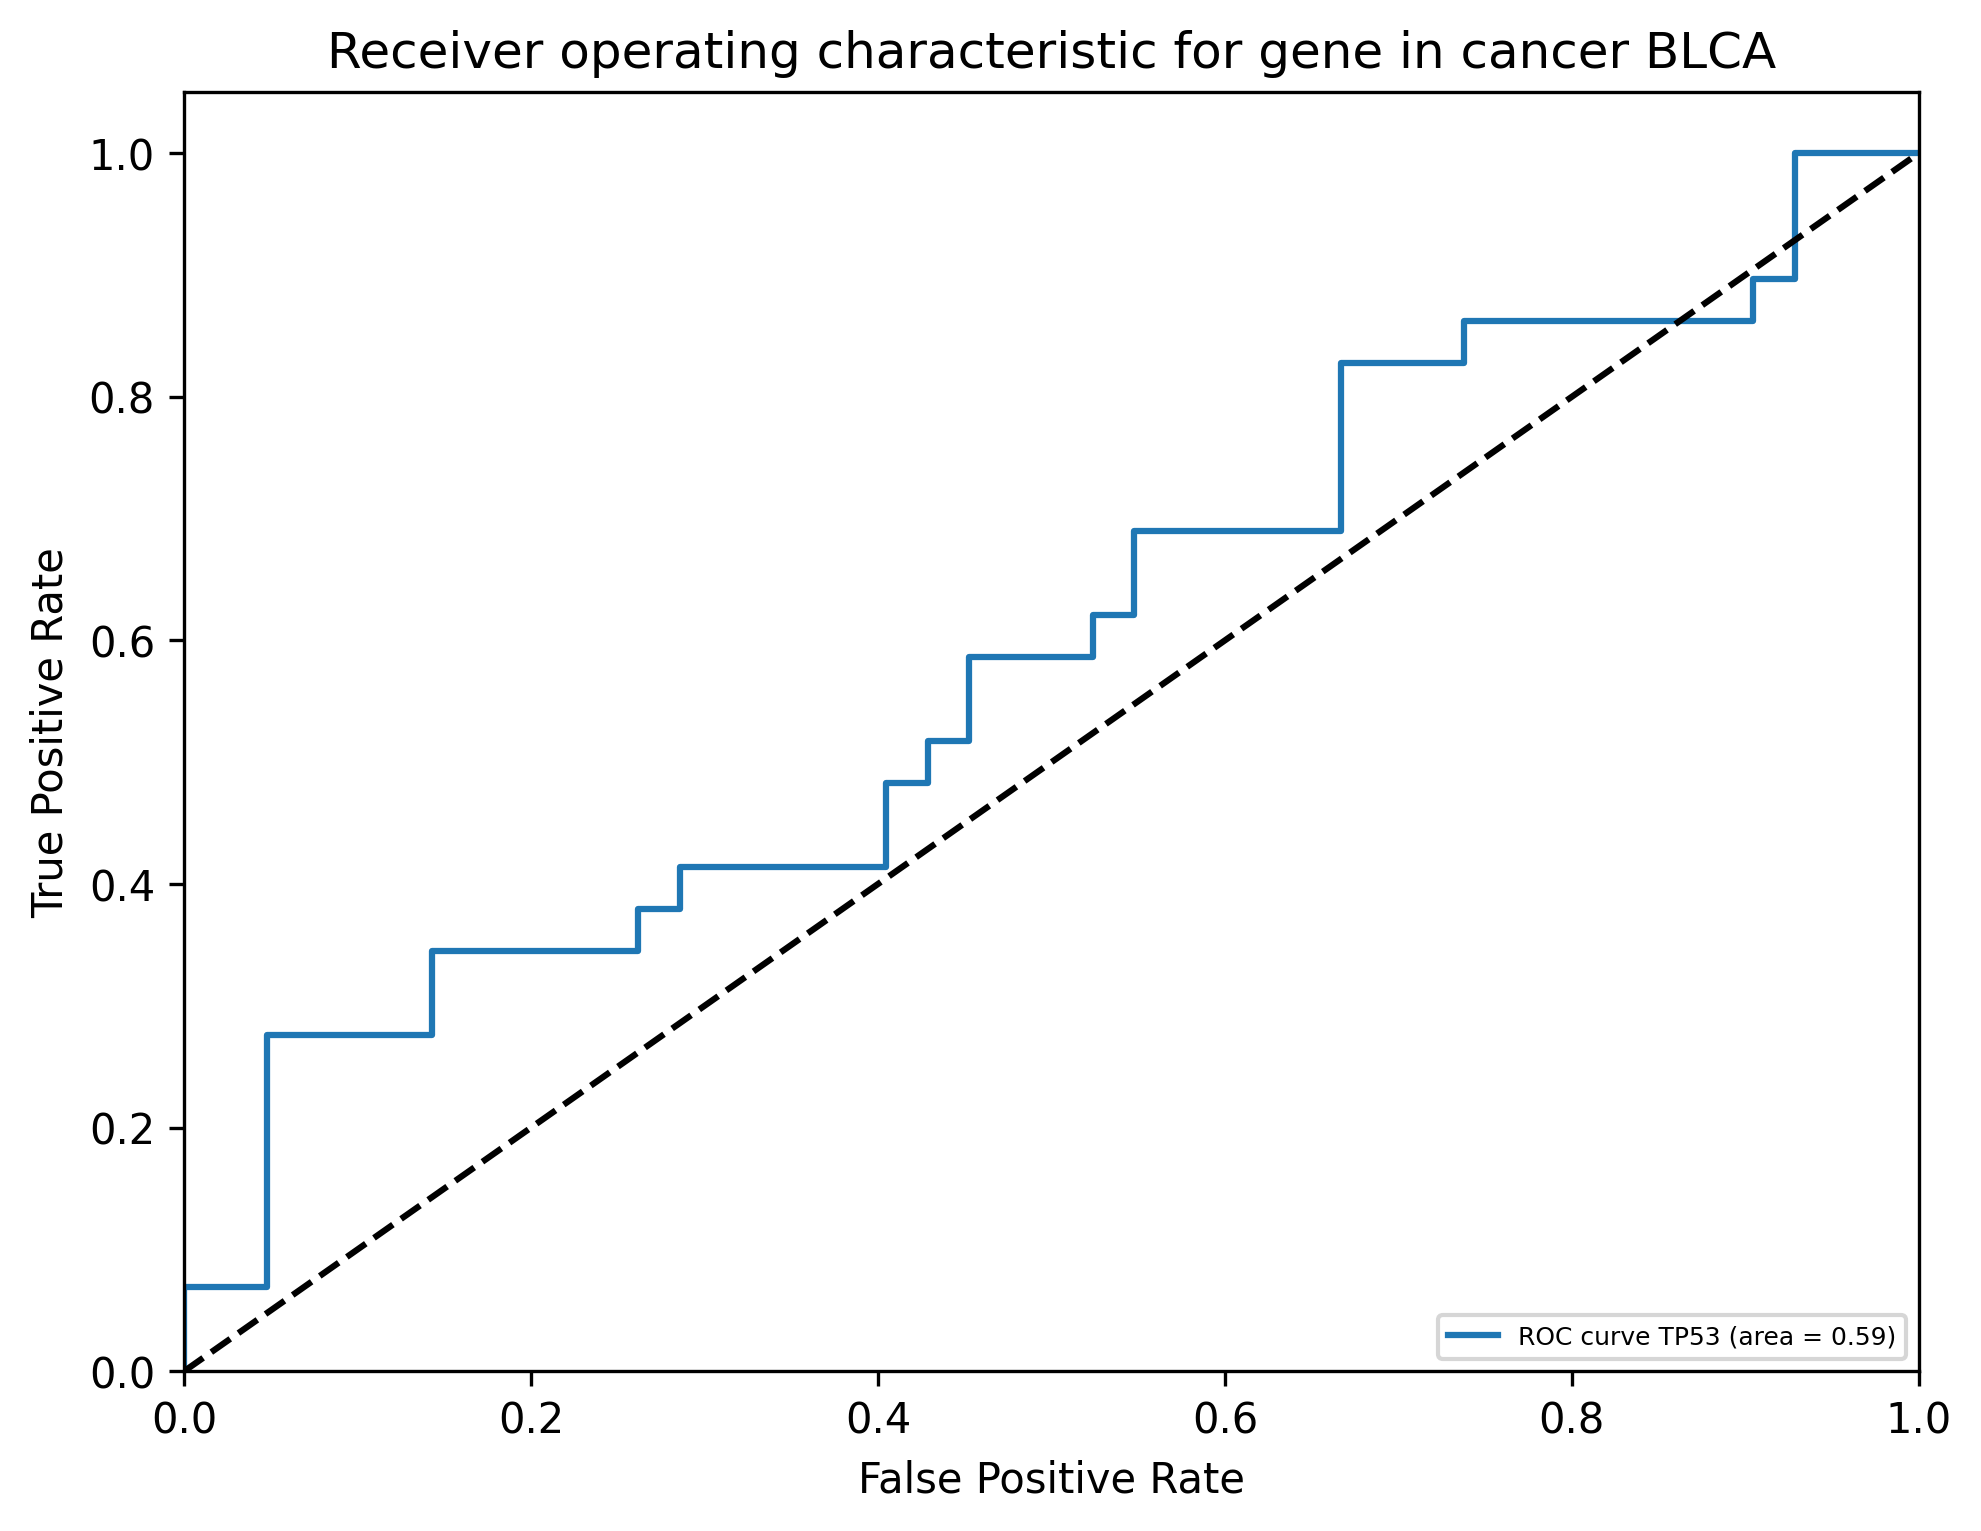 Receiver operating characteristic for gene in cancer BLCA
1.0
0.8
0.6
0.4
0.2
0.0
True Positive Rate
ROC curve TP53 (area = 0.59)
0.0 0.2 0.4 0.6 0.8 1.0
False Positive Rate